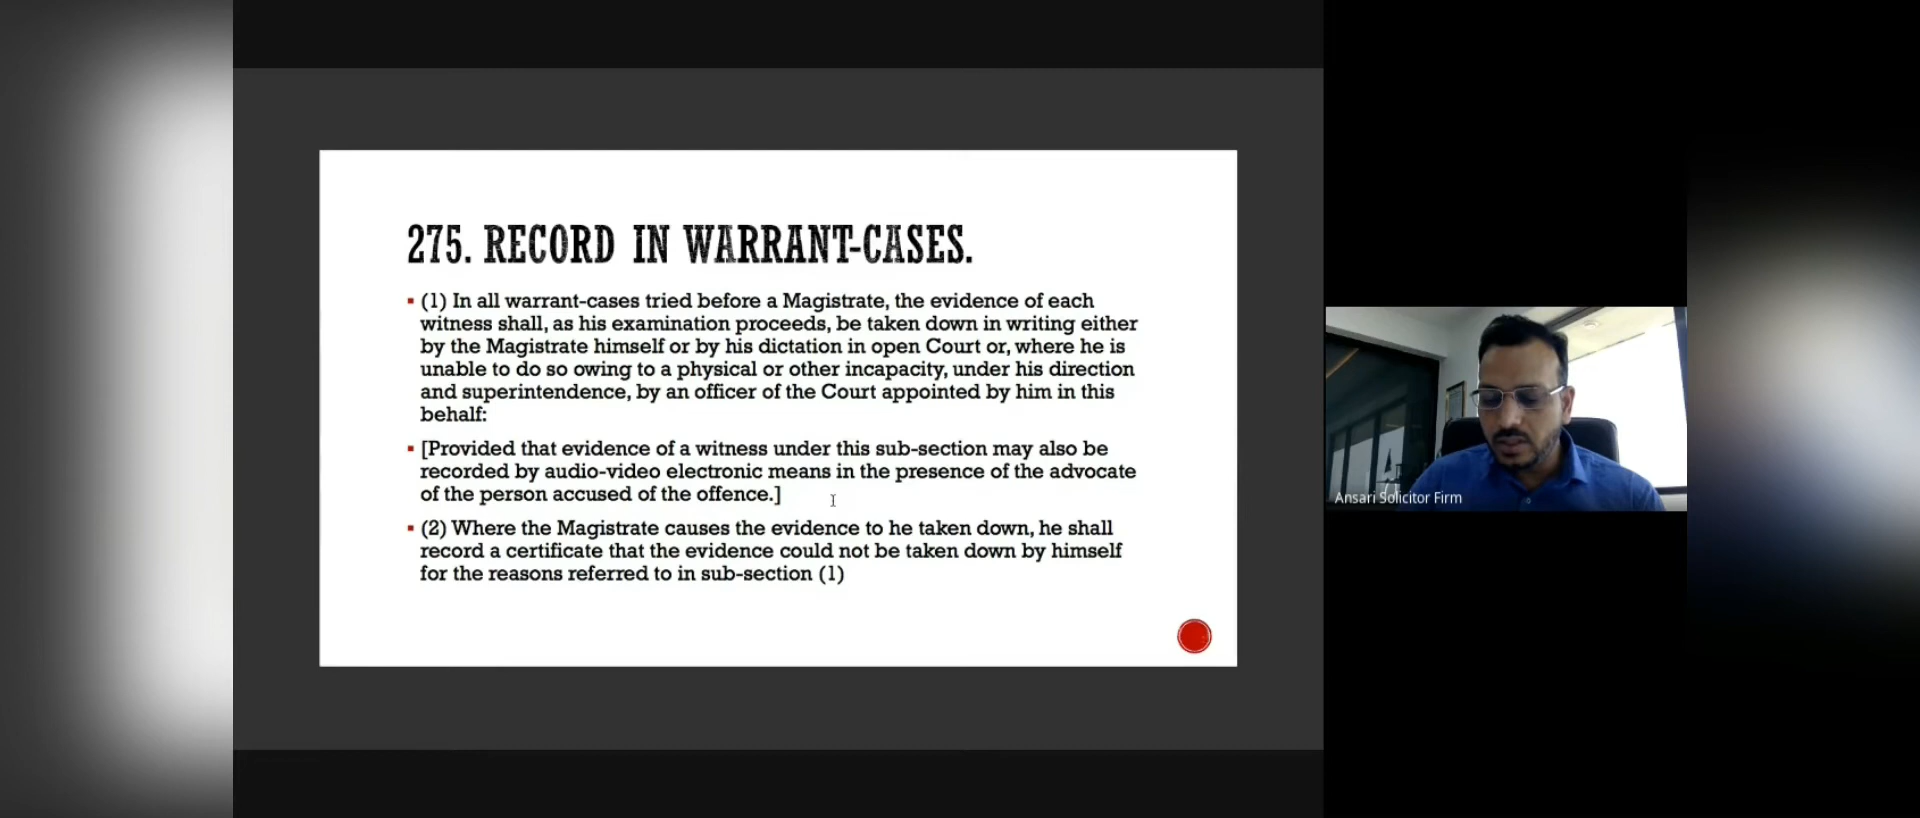 275. RECORD IN WARRANT-CASES.
(1) In all warrant-cases tried before a Magistrate, the evidence of each
witness shall, as his examination proceeds, be taken down in writing either
by the Magistrate himself or by his dictation in open Court or, where he is
unable to do so owing to a physical or other incapacity, under his direction
and superintendence, by an officer of the Court appointed by him in this
behalf:
[Provided that evidence of a witness under this sub-section may also be
recorded by audio-video electronic means in the presence of the advocate
of the person accused of the offence.]
(2) Where the Magistrate causes the evidence to he taken down, he shall
record a certificate that the evidence could not be taken down by himself
for the reasons referred to in sub-section (1)
Ansari Solicitor Firm